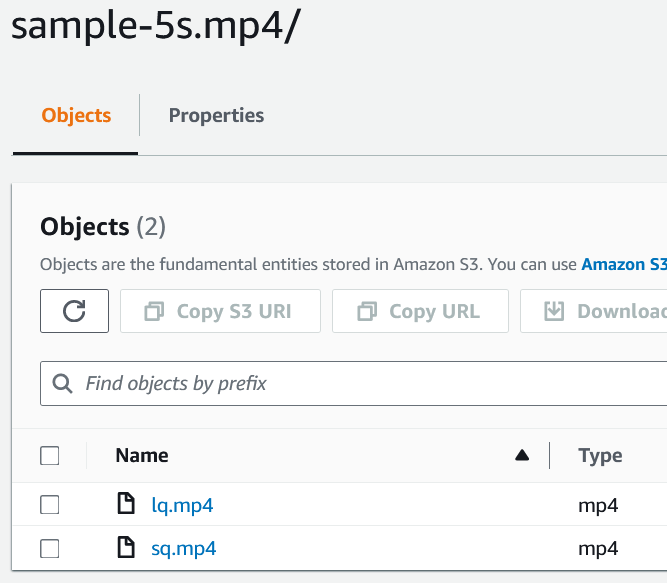 sample-5s.mp4/
Objects Properties
Objects (2)
Objects are the fundamental entities stored in Amazon S3. You can use Amazon S3
Copy S3 URI Copy URL Download
Find objects by prefix
Name Type
lq.mp4 mp4
sq.mp4 mp4